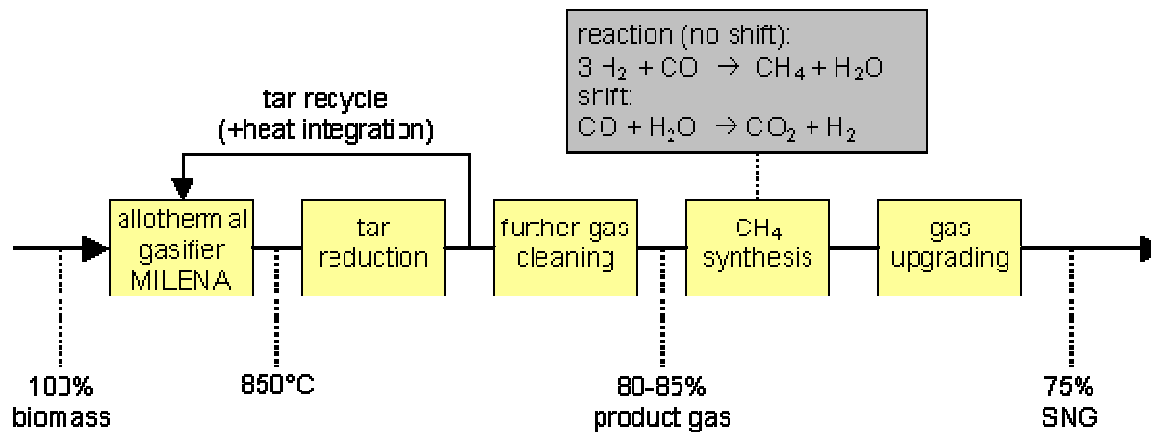 reaction (no shift):
3 H₂ + CO → CH₄ + H₂O
shift:
CO + H₂O → CO₂ + H₂
tar recycle
(+heat integration)
allothermal
gasifier
MILENA
tar
reduction
further gas
cleaning
CH₄
synthesis
gas
upgrading
100%
biomass
850°C
80-85%
product gas
75%
SNG